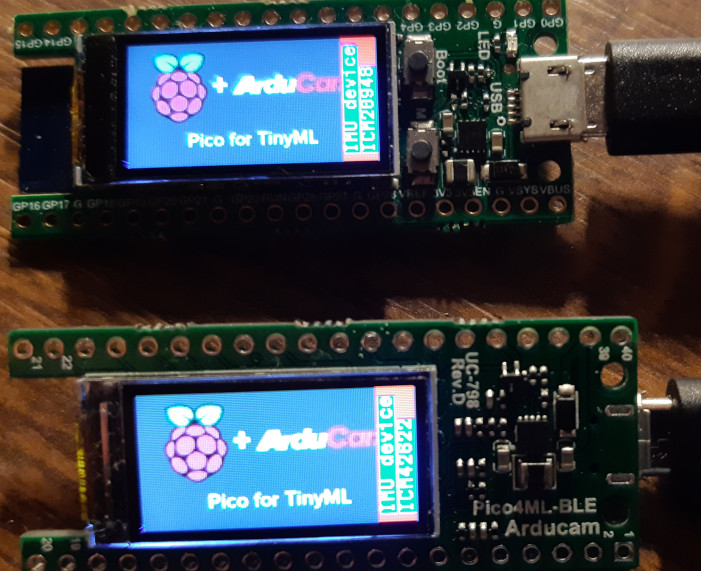 GP15 GP14
GP4 GP3 GP2 G GP1 GP0
LED
Boot
USB
+ ArduCam
Pico for TinyML
IMU device
ICM20948
GP16 GP17 G
3V3 EN G VSYS VBUS
21 22
39 40
UC-798
Rev.D
+ ArduCam
Pico for TinyML
IMU device
ICM42622
Pico4ML-BLE
Arducam
20 19
2 1